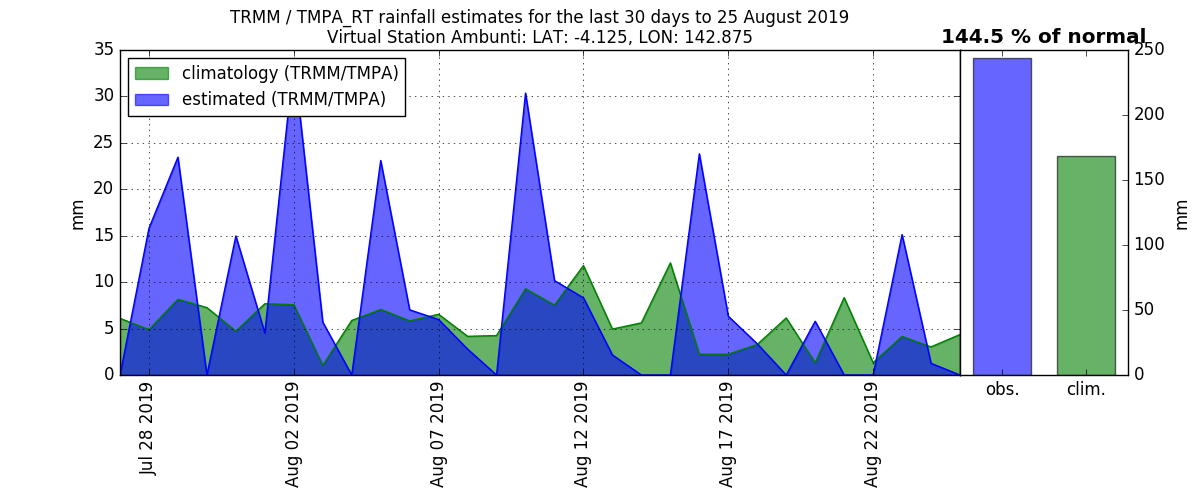 TRMM / TMPA_RT rainfall estimates for the last 30 days to 25 August 2019
Virtual Station Ambunti: LAT: -4.125, LON: 142.875
144.5 % of normal
climatology (TRMM/TMPA)
estimated (TRMM/TMPA)
35
30
25
20
15
10
5
0
mm
Jul 28 2019
Aug 02 2019
Aug 07 2019
Aug 12 2019
Aug 17 2019
Aug 22 2019
obs.
clim.
250
200
150
100
50
0
mm